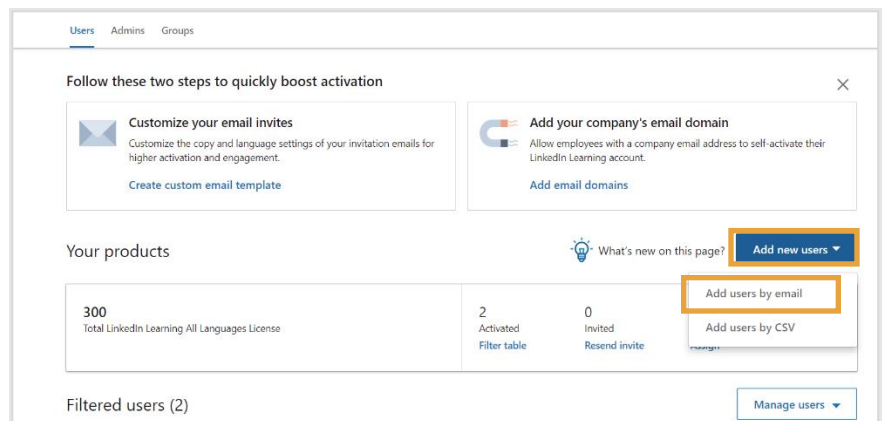 Users Admins Groups
Follow these two steps to quickly boost activation
Customize your email invites
Customize the copy and language settings of your invitation emails for
higher activation and engagement.
Create custom email template
Add your company's email domain
Allow employees with a company email address to self-activate their
LinkedIn Learning account.
Add email domains
Your products
What's new on this page?
Add new users
Add users by email
Add users by CSV
300
Total LinkedIn Learning All Languages License
2
Activated
Filter table
0
Invited
Resend invite
Filtered users (2)
Manage users